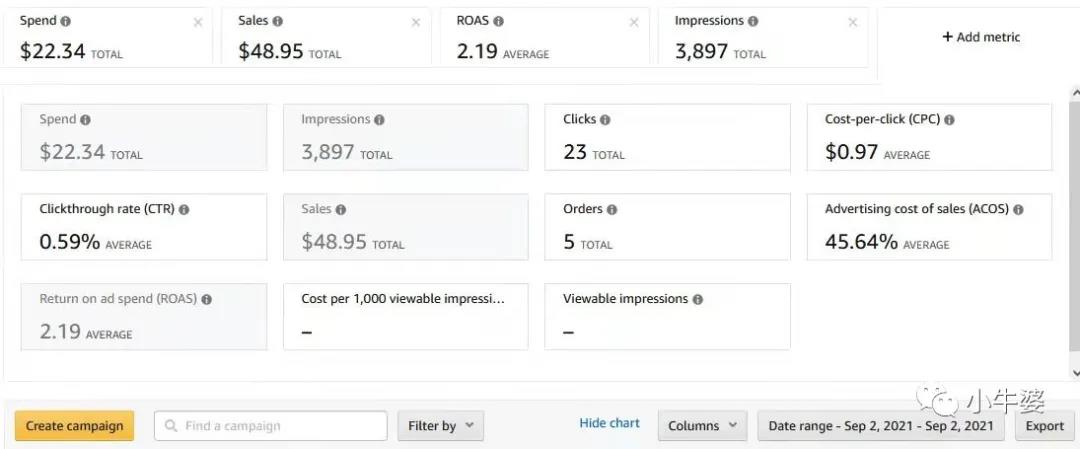 Spend Sales ROAS Impressions
$22.34 TOTAL $48.95 TOTAL 2.19 AVERAGE 3,897 TOTAL + Add metric
Spend Impressions Clicks Cost-per-click (CPC)
$22.34 TOTAL 3,897 TOTAL 23 TOTAL $0.97 AVERAGE
Clickthrough rate (CTR) Sales Orders Advertising cost of sales (ACOS)
0.59% AVERAGE $48.95 TOTAL 5 TOTAL 45.64% AVERAGE
Return on ad spend (ROAS) Cost per 1,000 viewable impressi... Viewable impressions
2.19 AVERAGE – –
小牛婆
Create campaign Find a campaign Filter by Hide chart Columns Date range - Sep 2, 2021 - Sep 2, 2021 Export